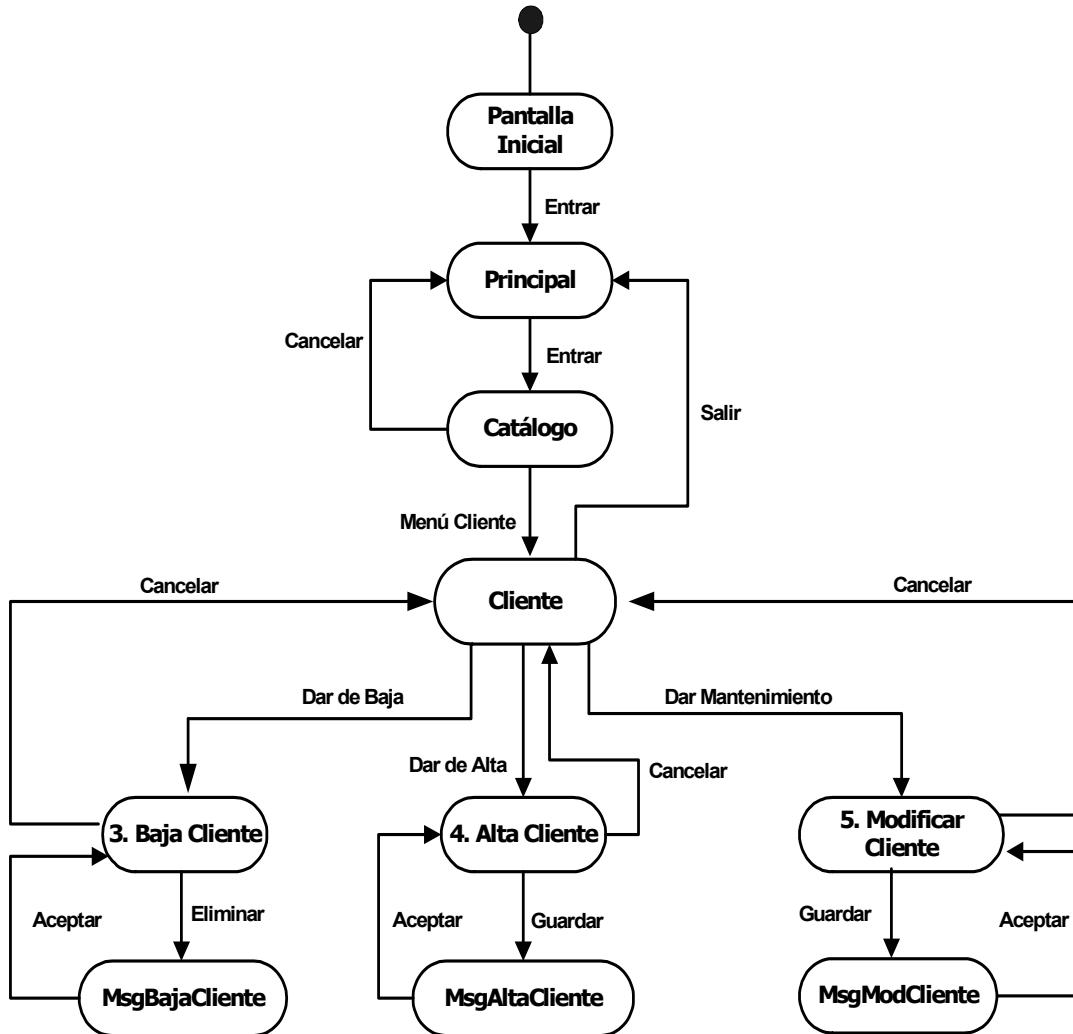 Pantalla
Inicial
Entrar
Principal
Cancelar
Entrar
Salir
Catálogo
Menú Cliente
Cancelar
Cliente
Cancelar
Dar de Baja
Dar Mantenimiento
Dar de Alta
Cancelar
3. Baja Cliente
4. Alta Cliente
5. Modificar
Cliente
Aceptar
Eliminar
Aceptar
Guardar
Guardar
Aceptar
MsgBajaCliente
MsgAltaCliente
MsgModCliente